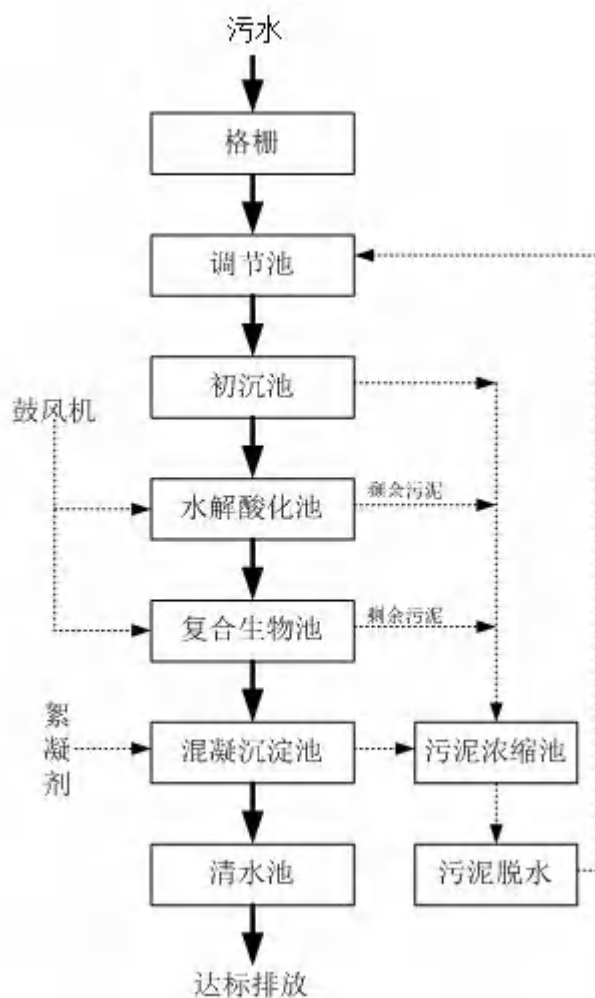 污水
格栅
调节池
初沉池
鼓风机
水解酸化池
剩余污泥
复合生物池
剩余污泥
絮凝剂
混凝沉淀池
污泥浓缩池
清水池
污泥脱水
达标排放